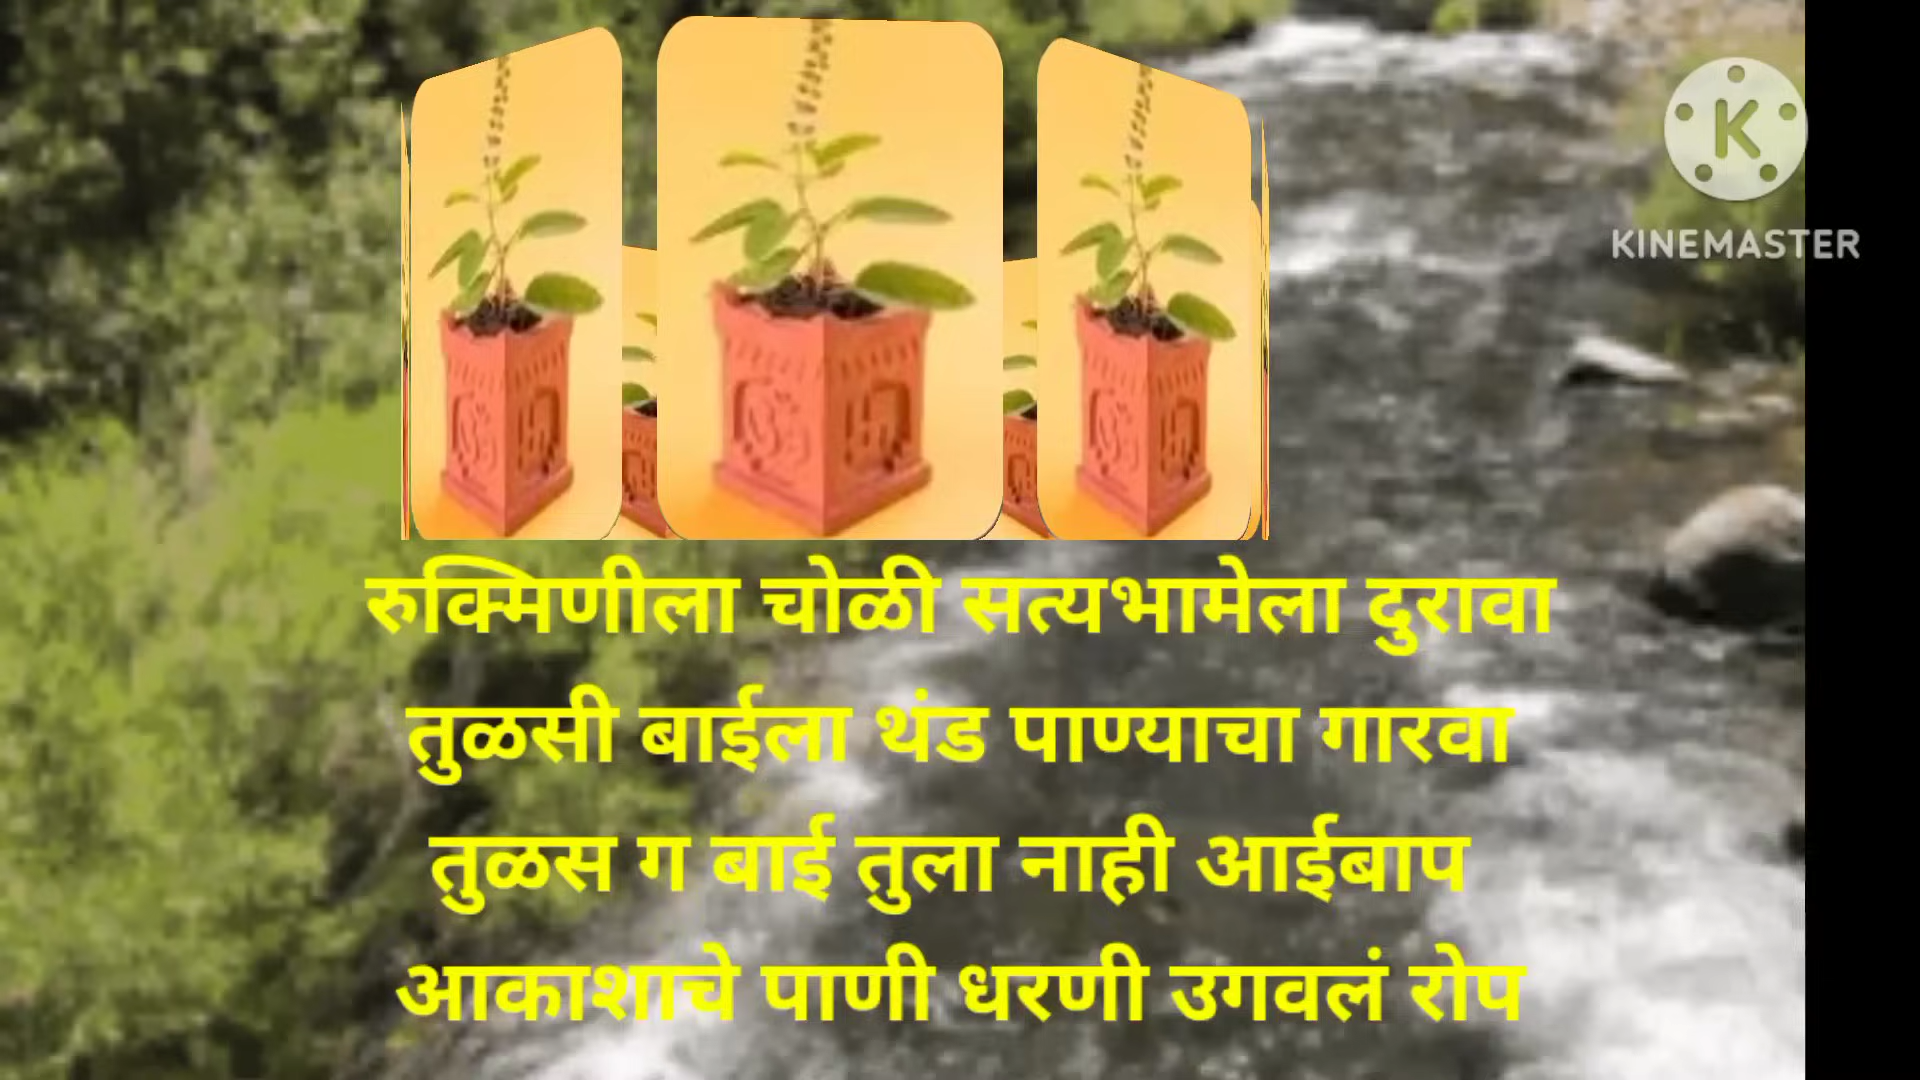 KINEMASTER
रुक्मिणीला चोळी सत्यभामेला दुरावा
तुळसी बाईला थंड पाण्याचा गारवा
तुळस ग बाई तुला नाही आईबाप
आकाशाचे पाणी धरणी उगवलं रोप